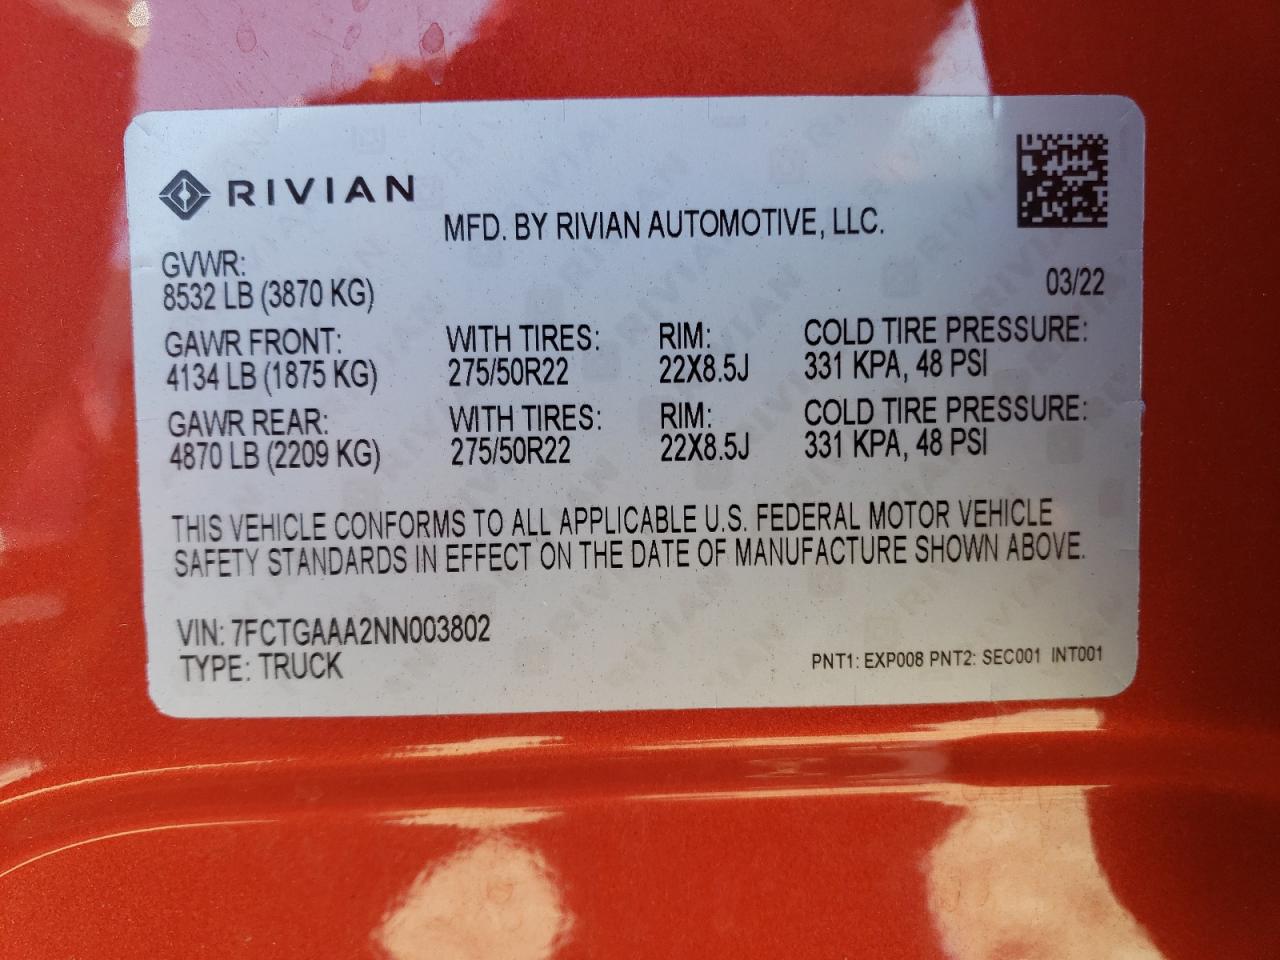 RIVIAN
MFD. BY RIVIAN AUTOMOTIVE, LLC.
GVWR:
8532 LB (3870 KG)
03/22
GAWR FRONT: WITH TIRES: RIM: COLD TIRE PRESSURE:
4134 LB (1875 KG) 275/50R22 22X8.5J 331 KPA, 48 PSI
GAWR REAR: WITH TIRES: RIM: COLD TIRE PRESSURE:
4870 LB (2209 KG) 275/50R22 22X8.5J 331 KPA, 48 PSI
THIS VEHICLE CONFORMS TO ALL APPLICABLE U.S. FEDERAL MOTOR VEHICLE
SAFETY STANDARDS IN EFFECT ON THE DATE OF MANUFACTURE SHOWN ABOVE.
VIN: 7FCTGAAA2NN003802
TYPE: TRUCK
PNT1: EXP008 PNT2: SEC001 INT001